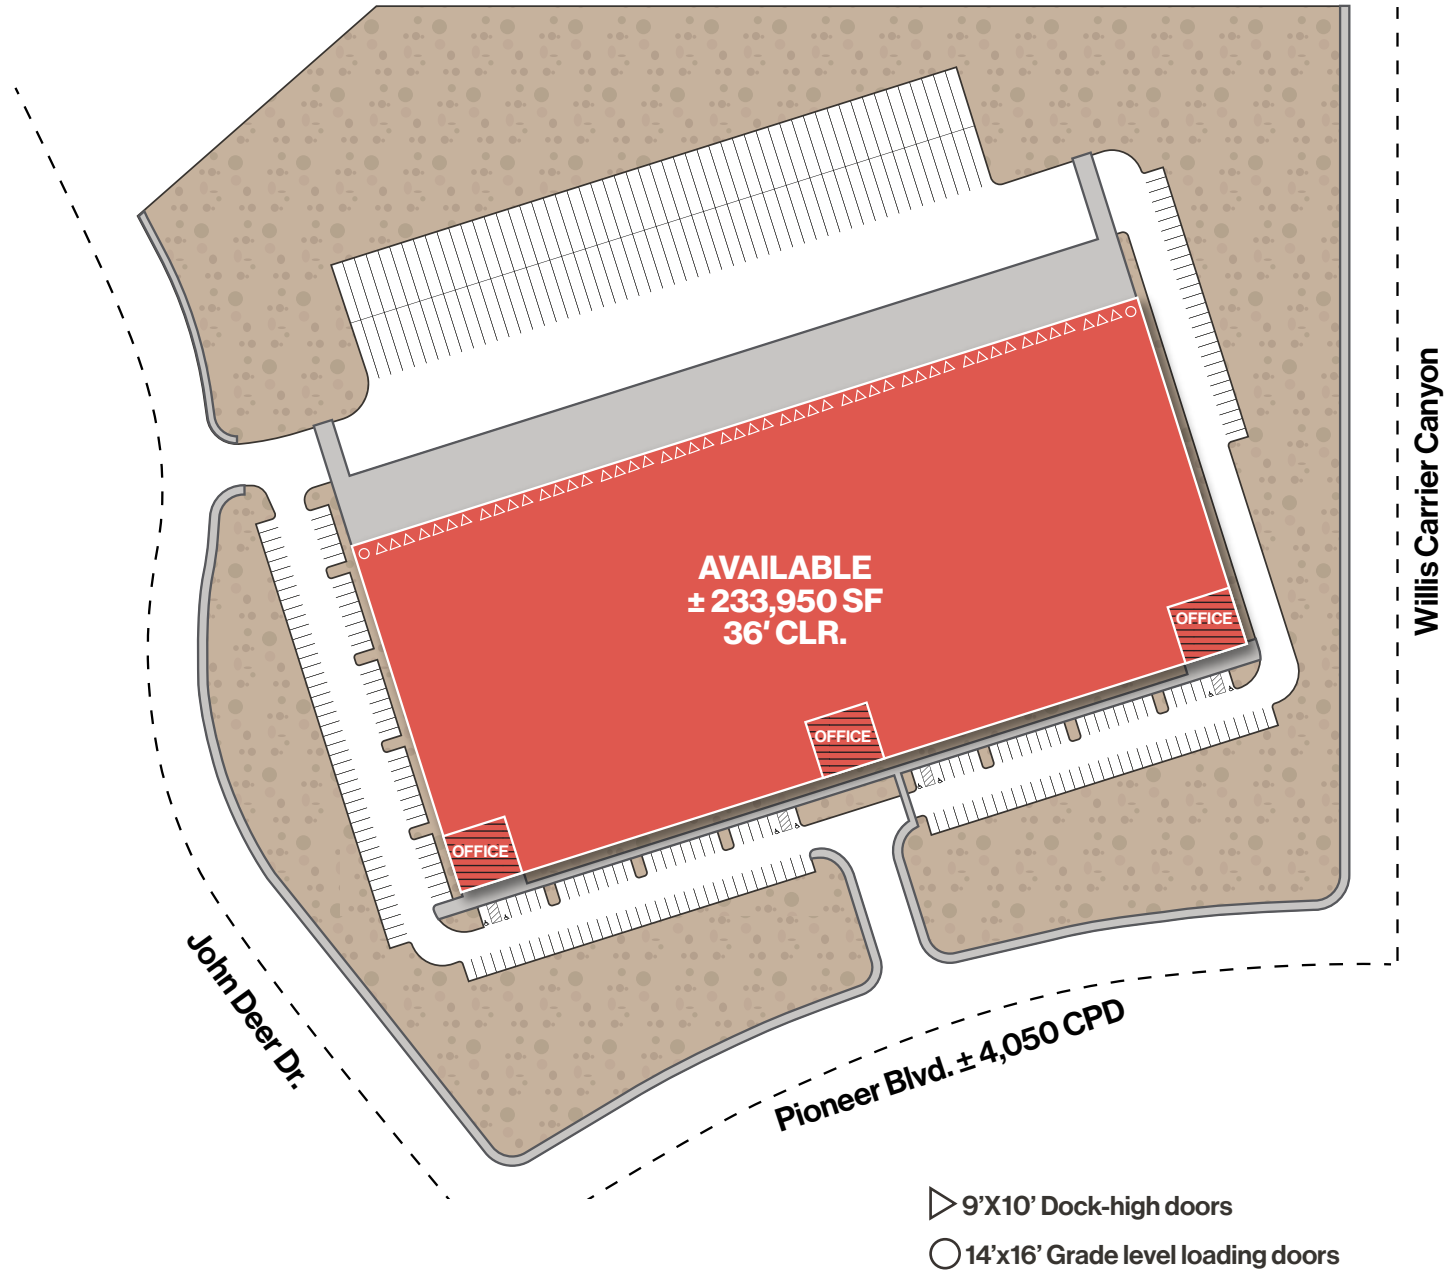 AVAILABLE
± 233,950 SF
36' CLR.
OFFICE
OFFICE
OFFICE
Willis Carrier Canyon
John Deer Dr.
Pioneer Blvd. ± 4,050 CPD
9'X10' Dock-high doors
14'x16' Grade level loading doors